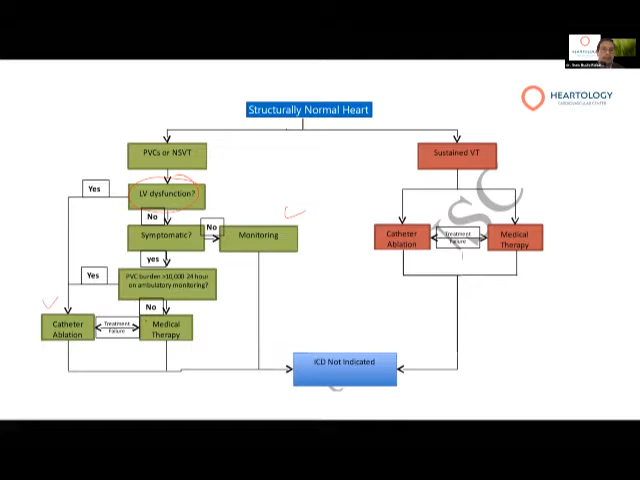 HEARTOLOGY
CARDIOVASCULAR CENTER
Structurally Normal Heart
PVCs or NSVT
Sustained VT
Yes
LV dysfunction?
No
No
Symptomatic?
Monitoring
yes
Catheter
Ablation
Treatment
Failure
Medical
Therapy
Yes
PVC burden >10,000 24 hour
on ambulatory monitoring?
No
Catheter
Ablation
Treatment
Failure
Medical
Therapy
ICD Not Indicated